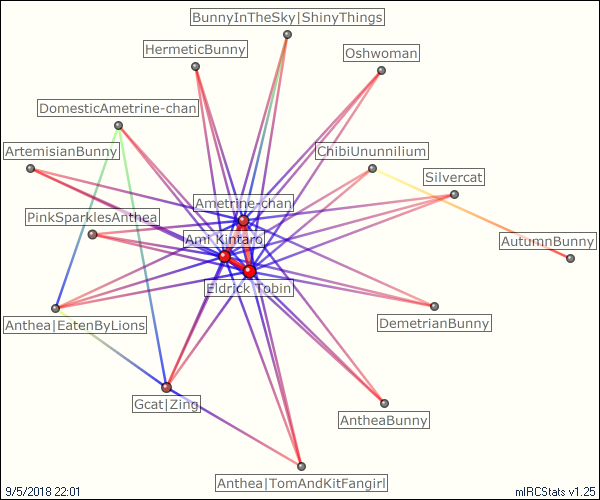 BunnyInTheSky|ShinyThings
HermeticBunny
Oshwoman
DomesticAmetrine-chan
ArtemisianBunny
ChibiUnunnilium
Silvercat
Ametrine-chan
PinkSparklesAnthea
Ami Kintaro
AutumnBunny
Eldrick Tobin
Anthea|EatenByLions
DemetrianBunny
Gcat|Zing
AntheaBunny
Anthea|TomAndKitFangirl
9/5/2018 22:01
mIRCStats v1.25